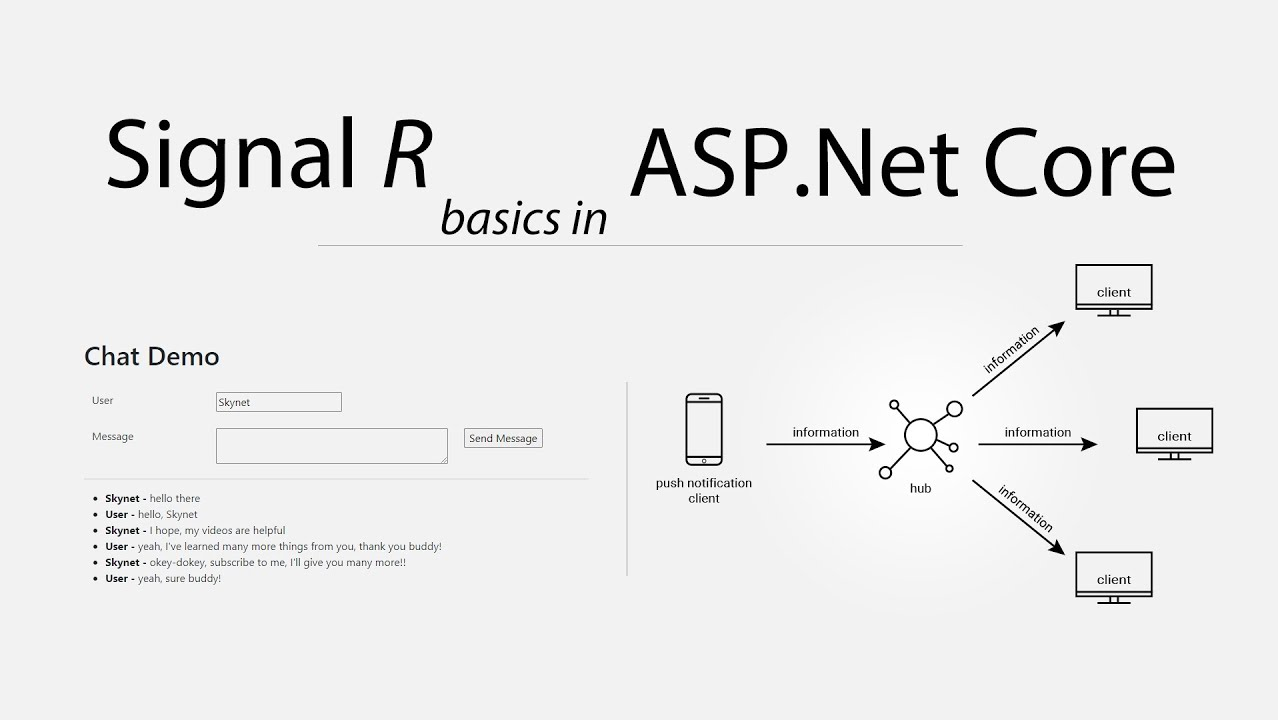 Signal R
basics in
ASP.Net Core
Chat Demo
User
Skynet
Message
Send Message
Skynet - hello there
User - hello, Skynet
Skynet - I hope, my videos are helpful
User - yeah, I've learned many more things from you, thank you buddy!
Skynet - okey-dokey, subscribe to me, I'll give you many more!!
User - yeah, sure buddy!
push notification
client
information
hub
information
client
information
client
information
client